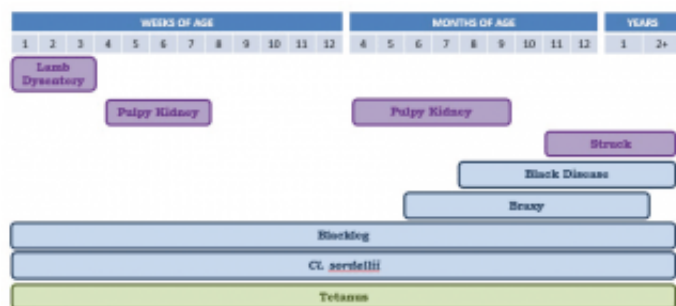 WEEKS OF AGE MONTHS OF AGE YEARS
1 2 3 4 5 6 7 8 9 10 11 12 4 5 6 7 8 9 10 11 12 1 2+
Lamb
Dysentery
Pulpy Kidney Pulpy Kidney
Struck
Black Disease
Braxy
Blackleg
Cl. sordellii
Tetanus